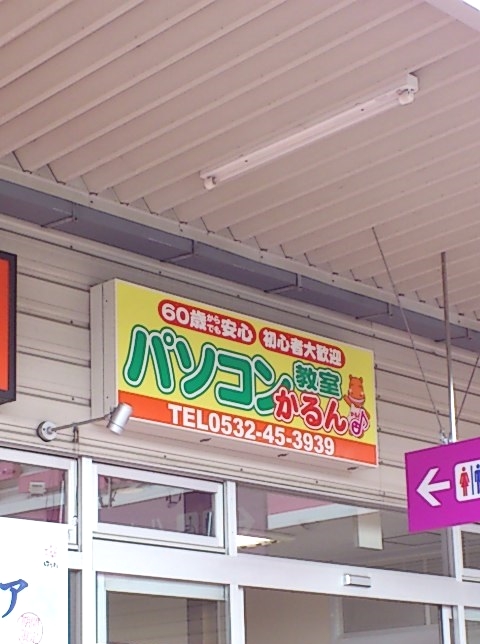 60歳からでも安心 初心者大歓迎
パソコン教室
かるん♪
TEL0532-45-3939
ア